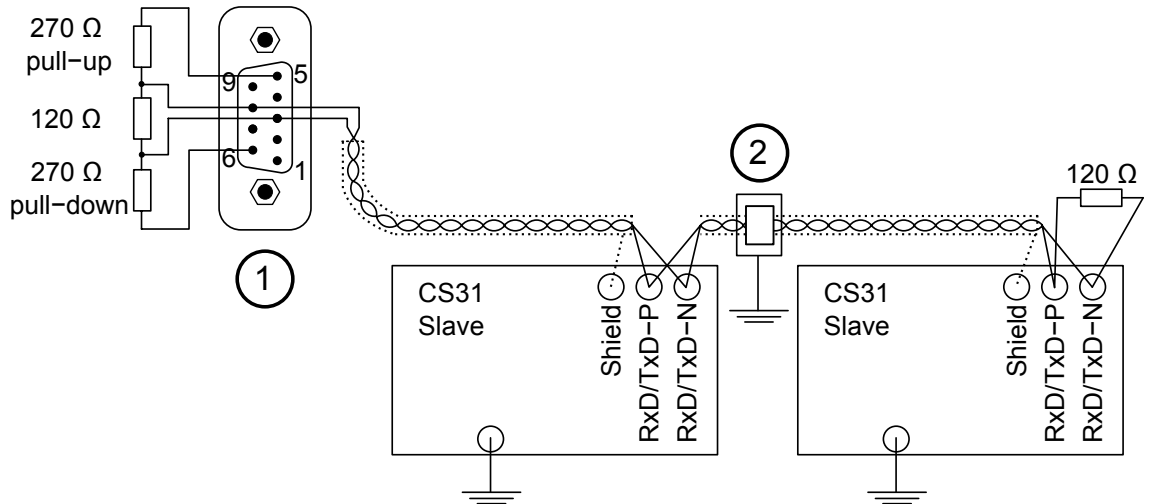 270 Ω
pull−up
120 Ω
270 Ω
pull−down
9
5
6
1
1
2
120 Ω
CS31
Slave
Shield
RxD/TxD−P
RxD/TxD−N
CS31
Slave
Shield
RxD/TxD−P
RxD/TxD−N